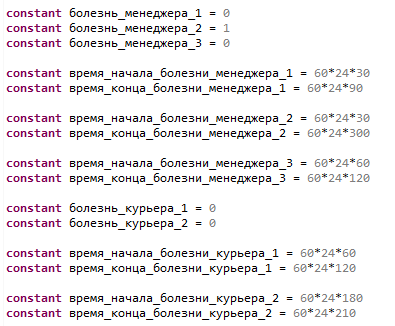 constant болезнь_менеджера_1 = 0
constant болезнь_менеджера_2 = 1
constant болезнь_менеджера_3 = 0
constant время_начала_болезни_менеджера_1 = 60*24*30
constant время_конца_болезни_менеджера_1 = 60*24*90
constant время_начала_болезни_менеджера_2 = 60*24*30
constant время_конца_болезни_менеджера_2 = 60*24*300
constant время_начала_болезни_менеджера_3 = 60*24*60
constant время_конца_болезни_менеджера_3 = 60*24*120
constant болезнь_курьера_1 = 0
constant болезнь_курьера_2 = 0
constant время_начала_болезни_курьера_1 = 60*24*60
constant время_конца_болезни_курьера_1 = 60*24*120
constant время_начала_болезни_курьера_2 = 60*24*180
constant время_конца_болезни_курьера_2 = 60*24*210